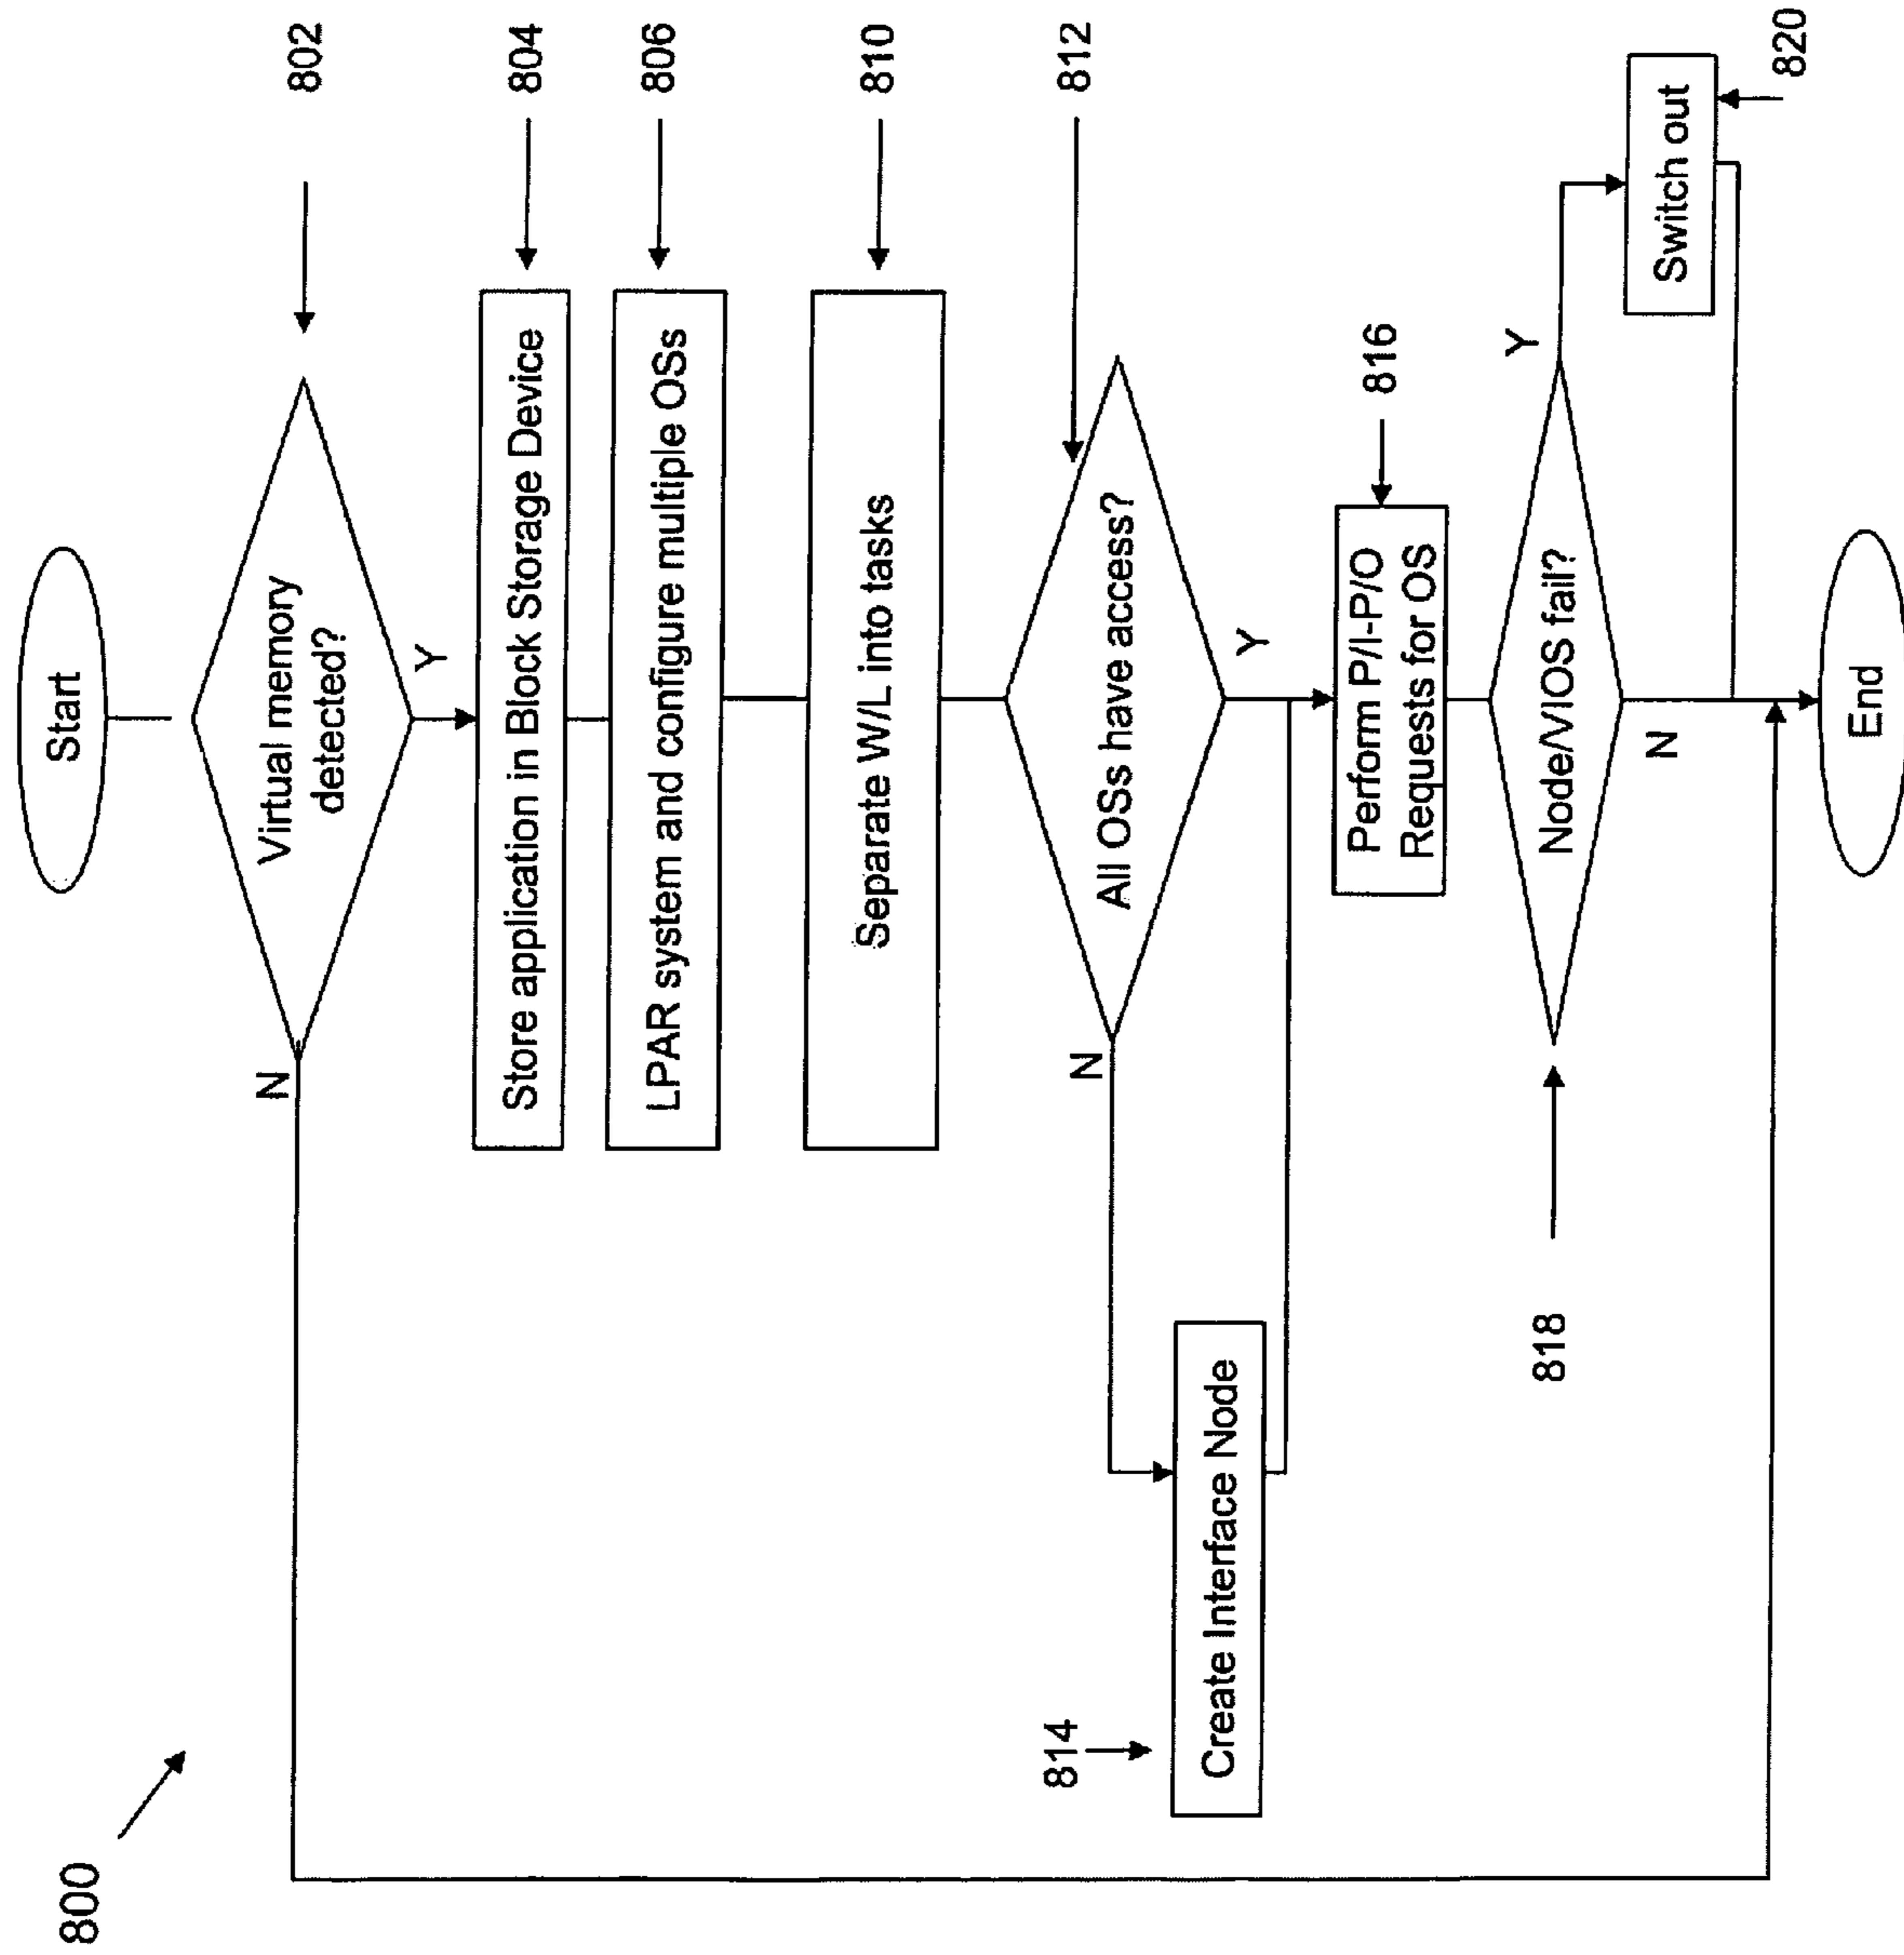 800
Start
802
Virtual memory
detected?
N
Y
804
Store application in Block Storage Device
806
LPAR system and configure multiple OSs
810
Separate W/L into tasks
812
All OSs have access?
N
Y
814
Create Interface Node
816
Perform P/I-P/O
Requests for OS
818
Node/VIOS fail?
Y
N
Switch out
820
End